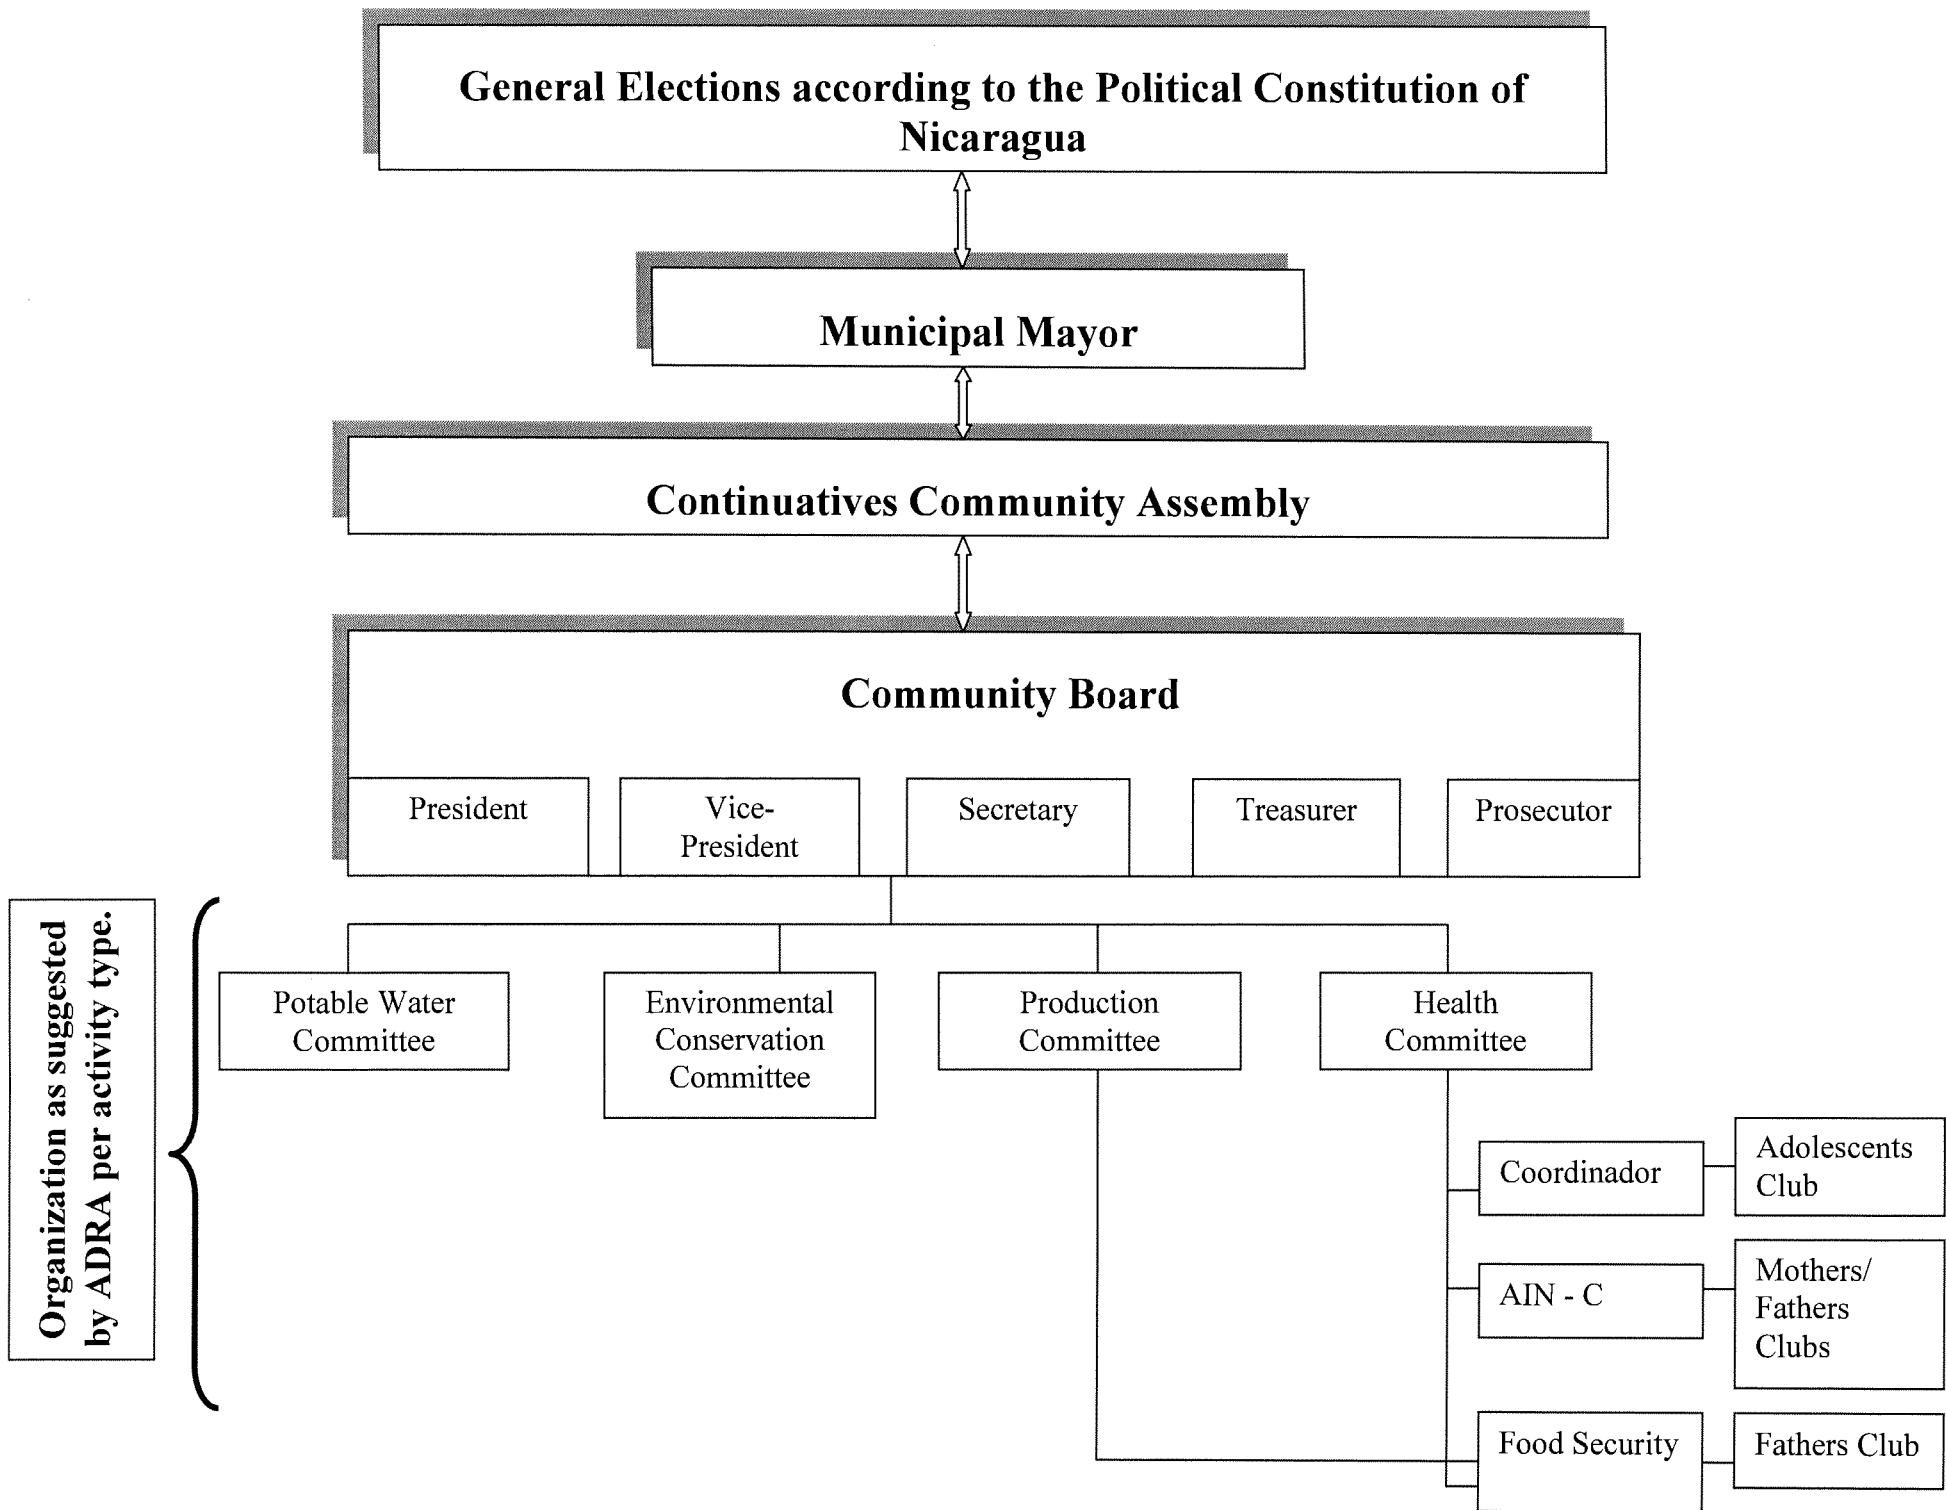 General Elections according to the Political Constitution of
Nicaragua
Municipal Mayor
Continuatives Community Assembly
Community Board
President
Vice-
President
Secretary
Treasurer
Prosecutor
Organization as suggested
by ADRA per activity type.
Potable Water
Committee
Environmental
Conservation
Committee
Production
Committee
Health
Committee
Coordinador
Adolescents
Club
AIN - C
Mothers/
Fathers
Clubs
Food Security
Fathers Club